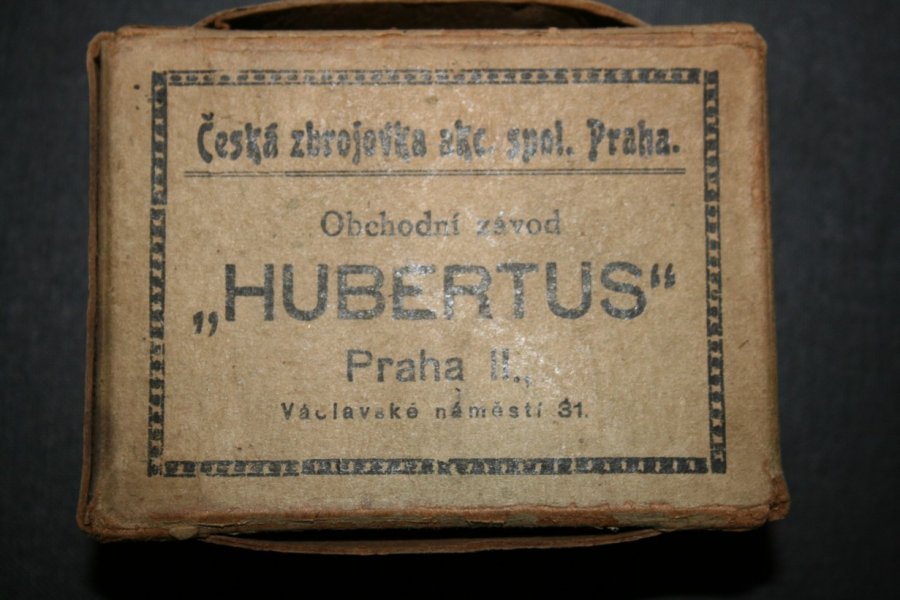 Česká zbrojovka akc. spol. Praha.
Obchodní závod
„HUBERTUS“
Praha II.,
Václavské náměstí 31.